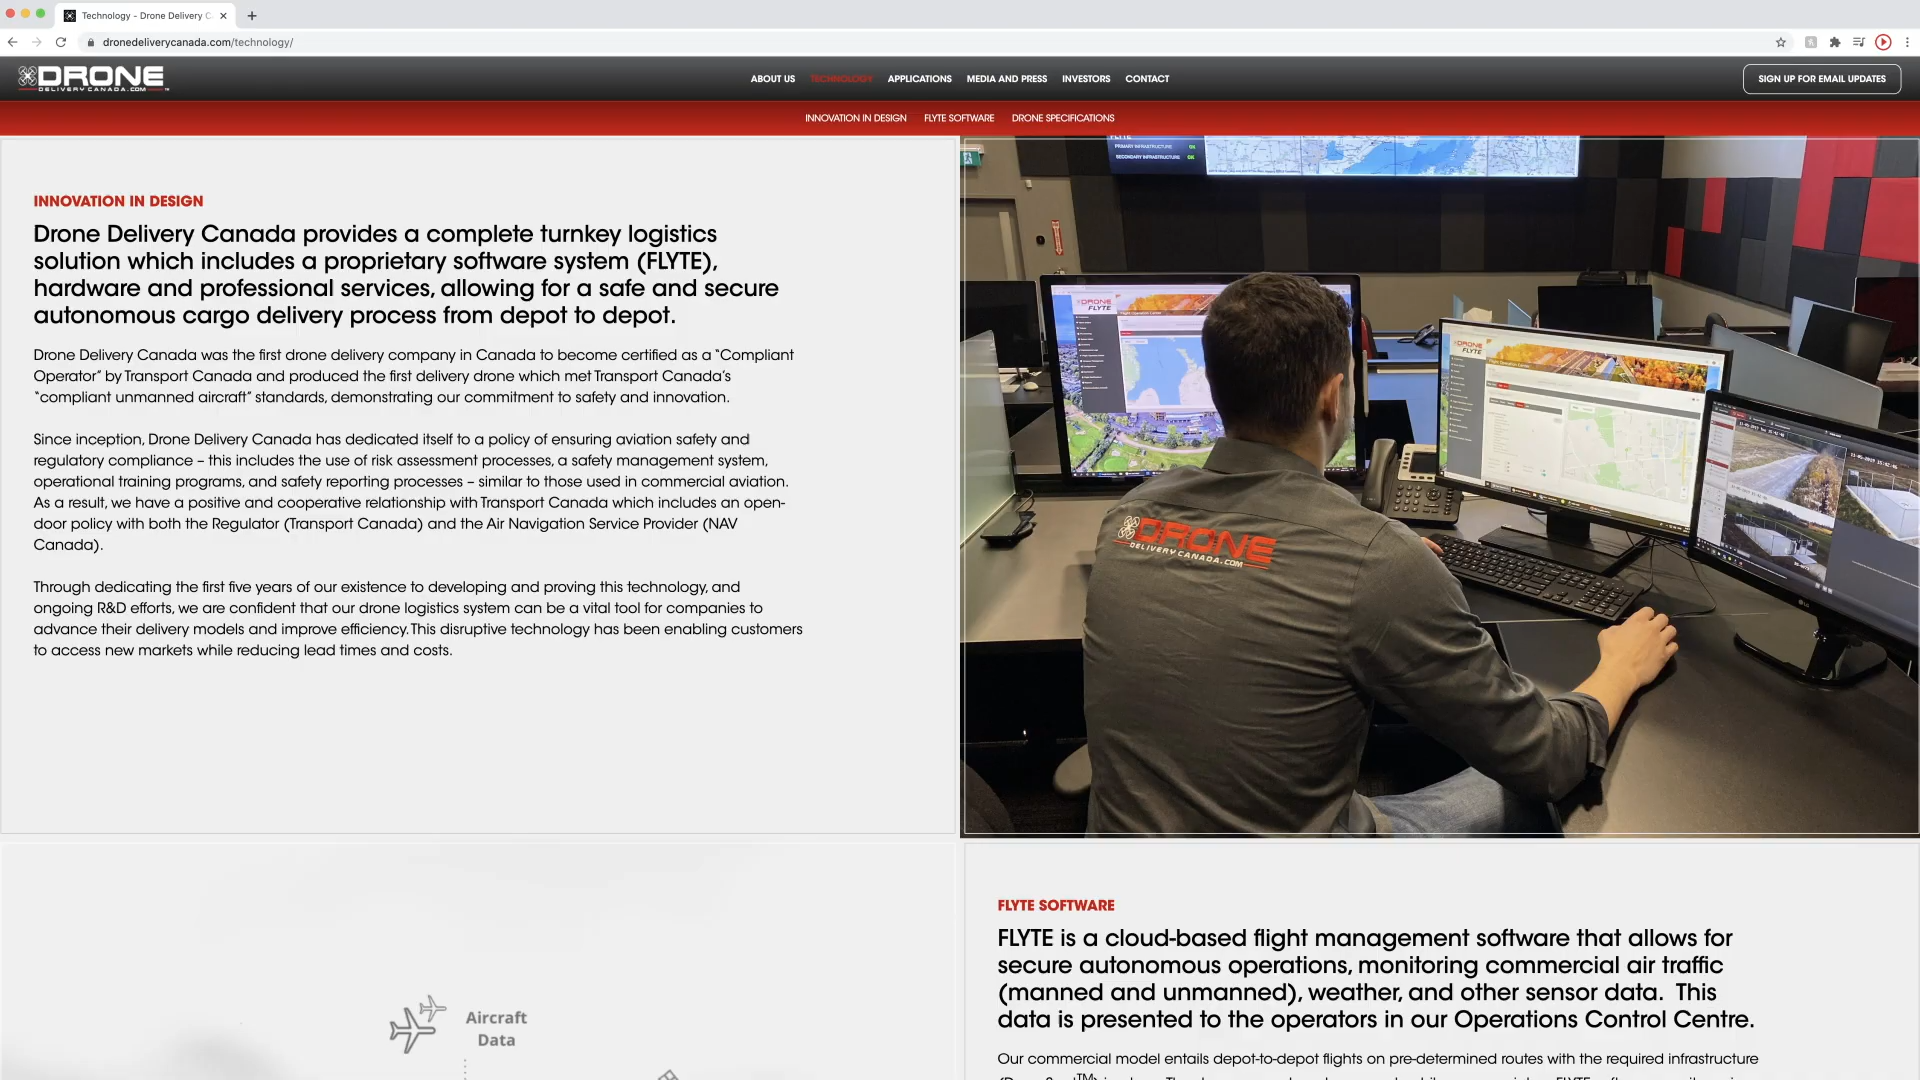 Technology - Drone Delivery C
dronedeliverycanada.com/technology/
DRONE
DELIVERYCANADA.COM
ABOUT US
TECHNOLOGY
APPLICATIONS
MEDIA AND PRESS
INVESTORS
CONTACT
SIGN UP FOR EMAIL UPDATES
INNOVATION IN DESIGN
FLYTE SOFTWARE
DRONE SPECIFICATIONS
INNOVATION IN DESIGN
Drone Delivery Canada provides a complete turnkey logistics
solution which includes a proprietary software system (FLYTE),
hardware and professional services, allowing for a safe and secure
autonomous cargo delivery process from depot to depot.
Drone Delivery Canada was the first drone delivery company in Canada to become certified as a “Compliant
Operator” by Transport Canada and produced the first delivery drone which met Transport Canada’s
“compliant unmanned aircraft” standards, demonstrating our commitment to safety and innovation.
Since inception, Drone Delivery Canada has dedicated itself to a policy of ensuring aviation safety and
regulatory compliance – this includes the use of risk assessment processes, a safety management system,
operational training programs, and safety reporting processes – similar to those used in commercial aviation.
As a result, we have a positive and cooperative relationship with Transport Canada which includes an open-
door policy with both the Regulator (Transport Canada) and the Air Navigation Service Provider (NAV
Canada).
Through dedicating the first five years of our existence to developing and proving this technology, and
ongoing R&D efforts, we are confident that our drone logistics system can be a vital tool for companies to
advance their delivery models and improve efficiency. This disruptive technology has been enabling customers
to access new markets while reducing lead times and costs.
PRIMARY INFRASTRUCTURE OK
SECONDARY INFRASTRUCTURE OK
DRONE
FLYTE
Flight Operation Center
DRONE
FLYTE
DRONE
DELIVERYCANADA.COM
Aircraft
Data
FLYTE SOFTWARE
FLYTE is a cloud-based flight management software that allows for
secure autonomous operations, monitoring commercial air traffic
(manned and unmanned), weather, and other sensor data.  This
data is presented to the operators in our Operations Control Centre.
Our commercial model entails depot-to-depot flights on pre-determined routes with the required infrastructure